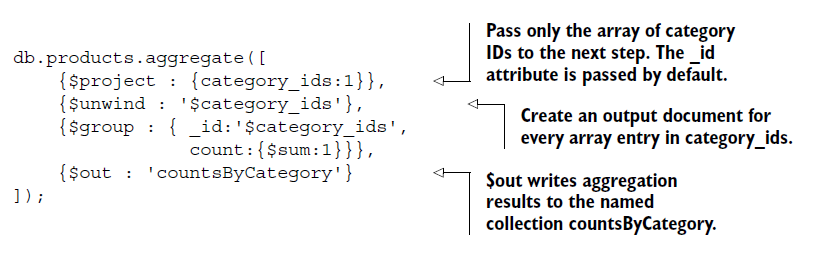 db.products.aggregate([
{$project : {category_ids:1}},
{$unwind : '$category_ids'},
{$group : { _id:'$category_ids',
count:{$sum:1}}},
{$out : 'countsByCategory'}
]);
Pass only the array of category
IDs to the next step. The _id
attribute is passed by default.
Create an output document for
every array entry in category_ids.
$out writes aggregation
results to the named
collection countsByCategory.